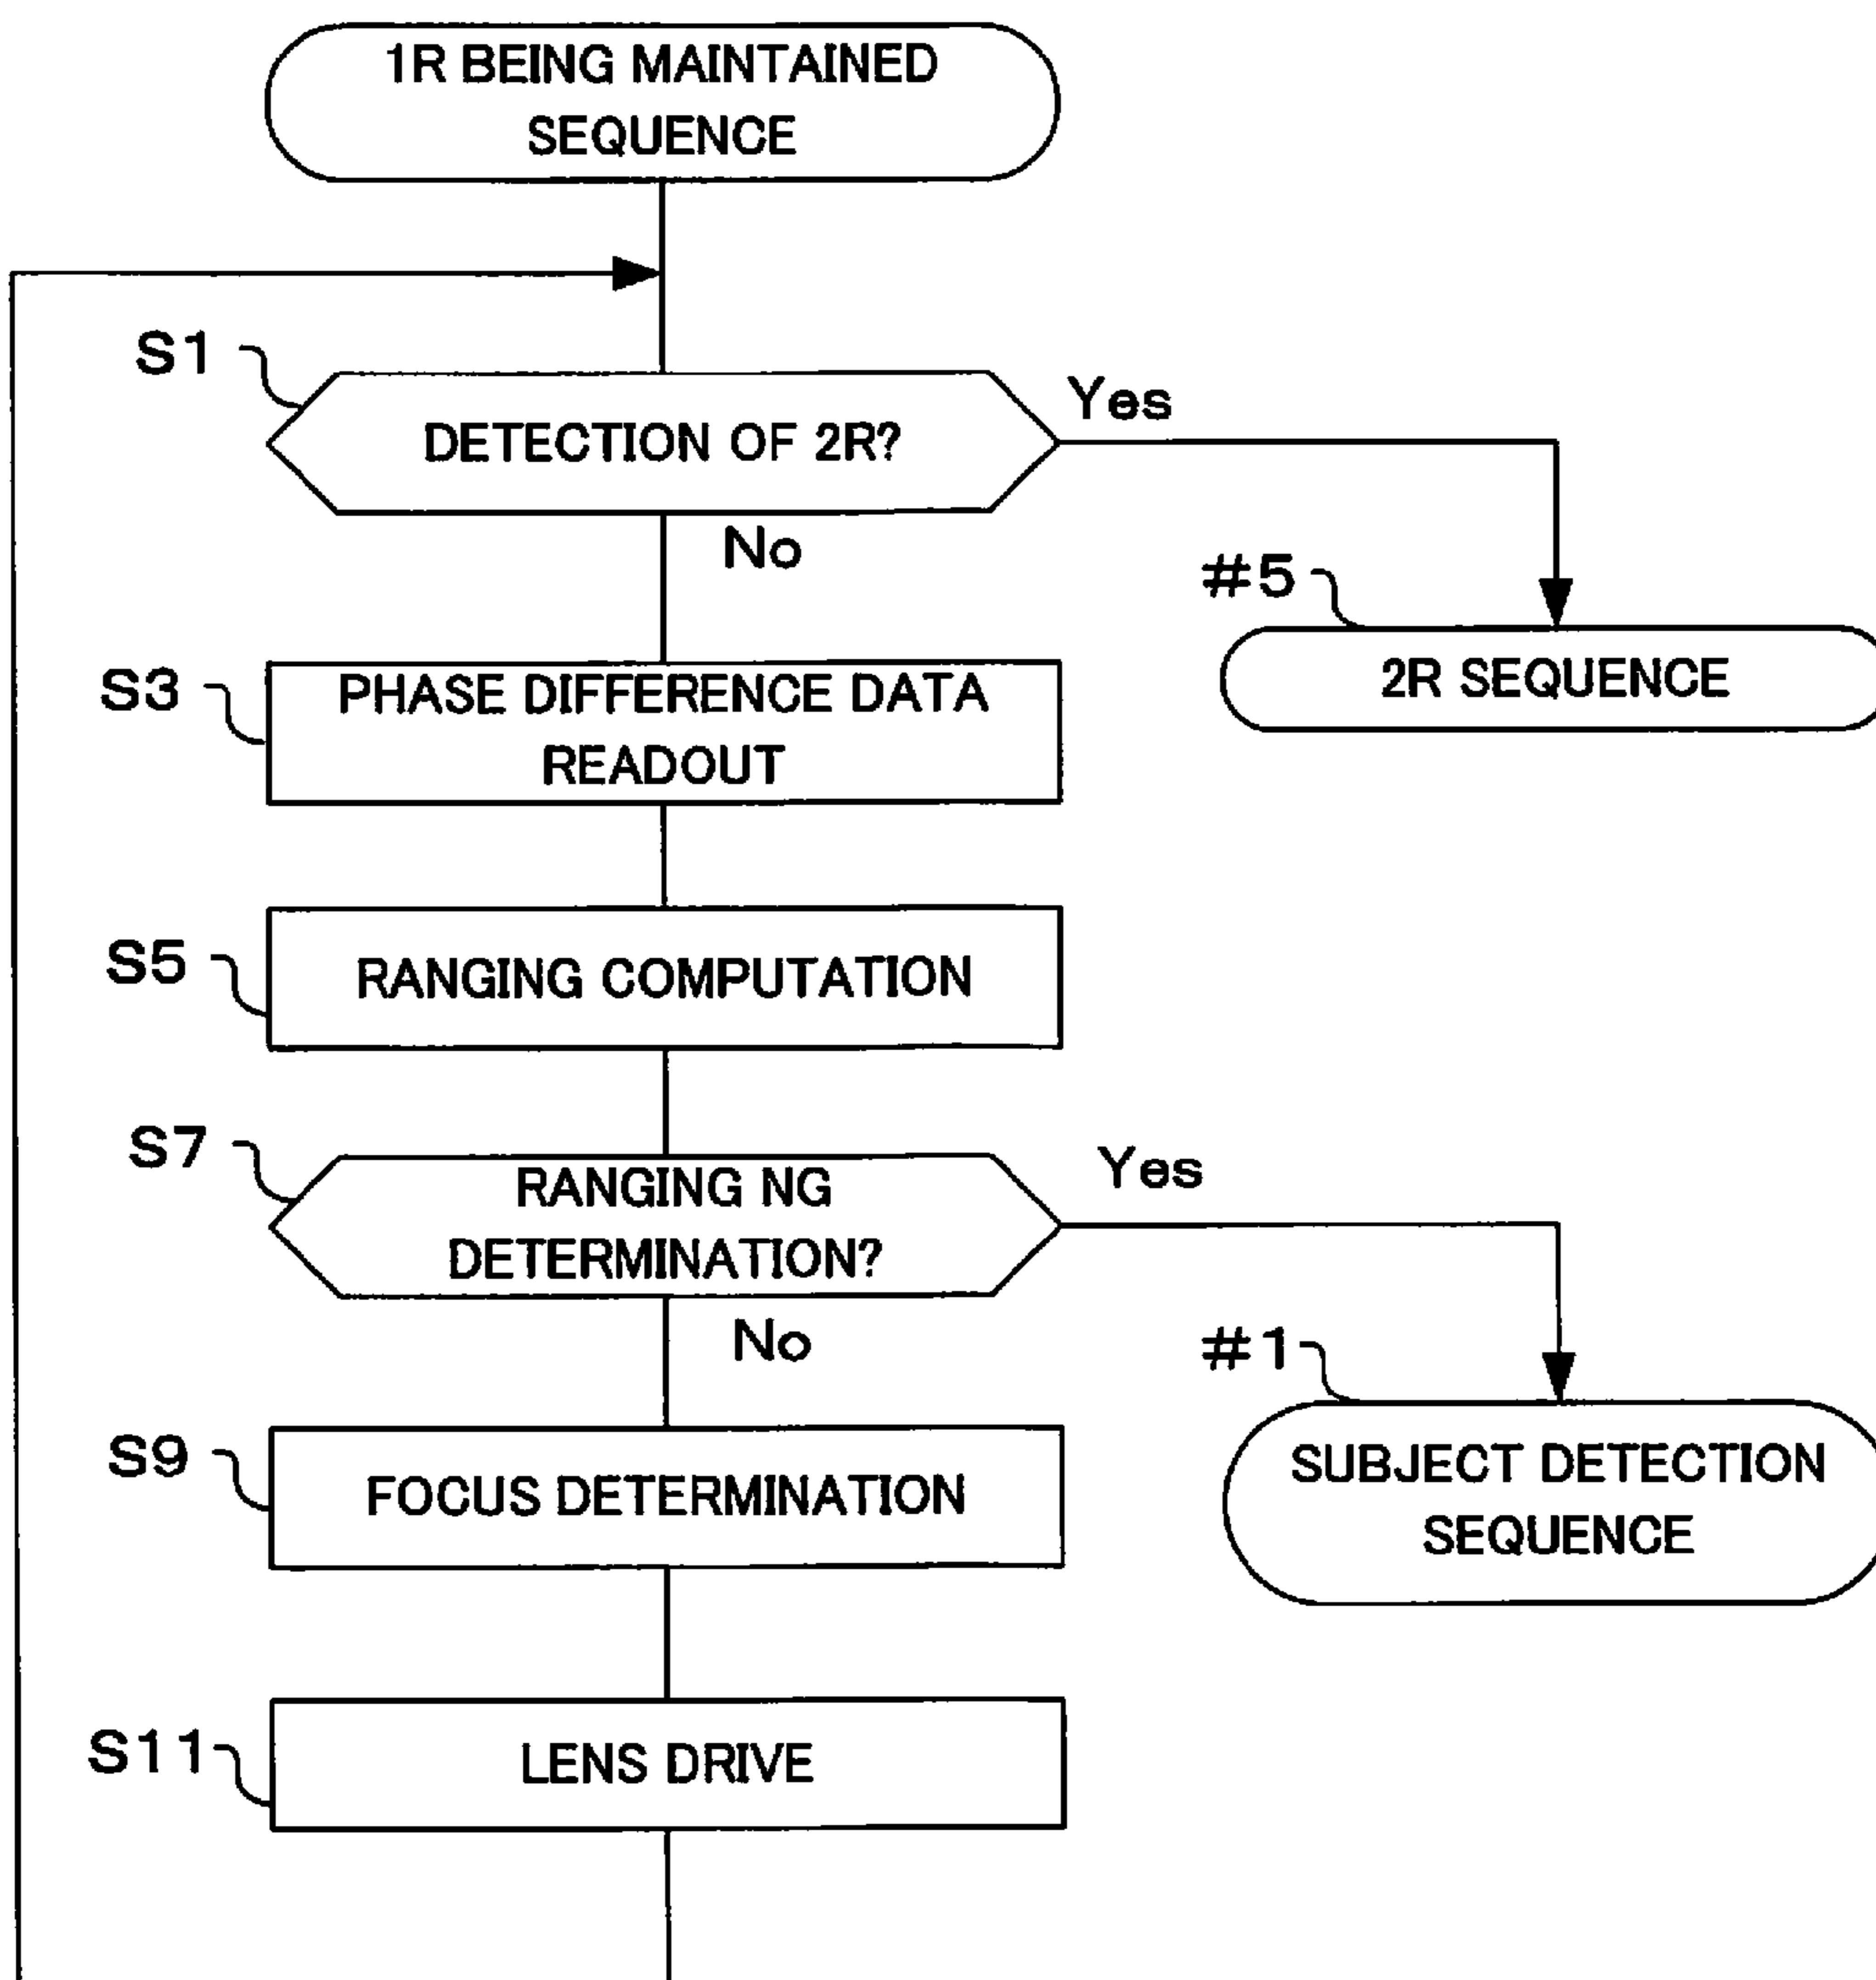 1R BEING MAINTAINED
SEQUENCE
S1
DETECTION OF 2R?
Yes
No
#5
2R SEQUENCE
S3
PHASE DIFFERENCE DATA
READOUT
S5
RANGING COMPUTATION
S7
RANGING NG
DETERMINATION?
Yes
No
#1
SUBJECT DETECTION
SEQUENCE
S9
FOCUS DETERMINATION
S11
LENS DRIVE